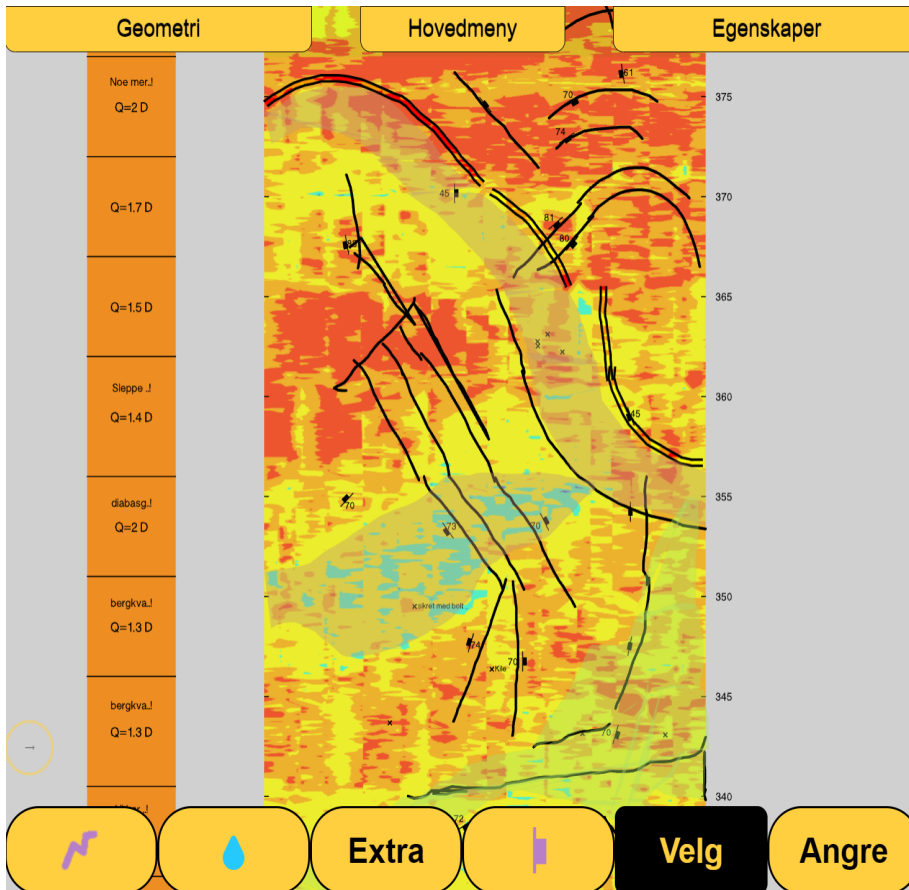 Geometri
Hovedmeny
Egenskaper
Noe mer..!
Q=2 D
Q=1.7 D
Q=1.5 D
Sleppe ..!
Q=1.4 D
diabasg..!
Q=2 D
bergkva..!
Q=1.3 D
bergkva..!
Q=1.3 D
61
70
74
45
81
80
45
70
73
70
sikret med bolt
74
Kile
70
70
72
375
370
365
360
355
350
345
340
→
Extra
Velg
Angre